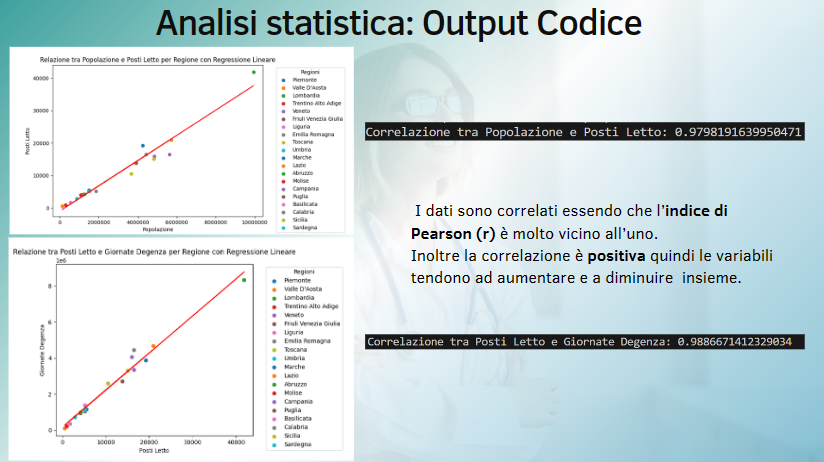 Analisi statistica: Output Codice
Relazione tra Popolazione e Posti Letto per Regione con Regressione Lineare
40000
30000
20000
10000
0
Posti Letto
0
2000000
4000000
6000000
8000000
10000000
Popolazione
Regioni
Piemonte
Valle D'Aosta
Lombardia
Trentino Alto Adige
Veneto
Friuli Venezia Giulia
Liguria
Emilia Romagna
Toscana
Umbria
Marche
Lazio
Abruzzo
Molise
Campania
Puglia
Basilicata
Calabria
Sicilia
Sardegna
Correlazione tra Popolazione e Posti Letto: 0.9798191639950471
I dati sono correlati essendo che l'indice di
Pearson (r) è molto vicino all'uno.
Inoltre la correlazione è positiva quindi le variabili
tendono ad aumentare e a diminuire insieme.
Relazione tra Posti Letto e Giornate Degenza per Regione con Regressione Lineare
1e6
8
6
4
2
0
Giornate Degenza
0
10000
20000
30000
40000
Posti Letto
Regioni
Piemonte
Valle D'Aosta
Lombardia
Trentino Alto Adige
Veneto
Friuli Venezia Giulia
Liguria
Emilia Romagna
Toscana
Umbria
Marche
Lazio
Abruzzo
Molise
Campania
Puglia
Basilicata
Calabria
Sicilia
Sardegna
Correlazione tra Posti Letto e Giornate Degenza: 0.9886671412329034